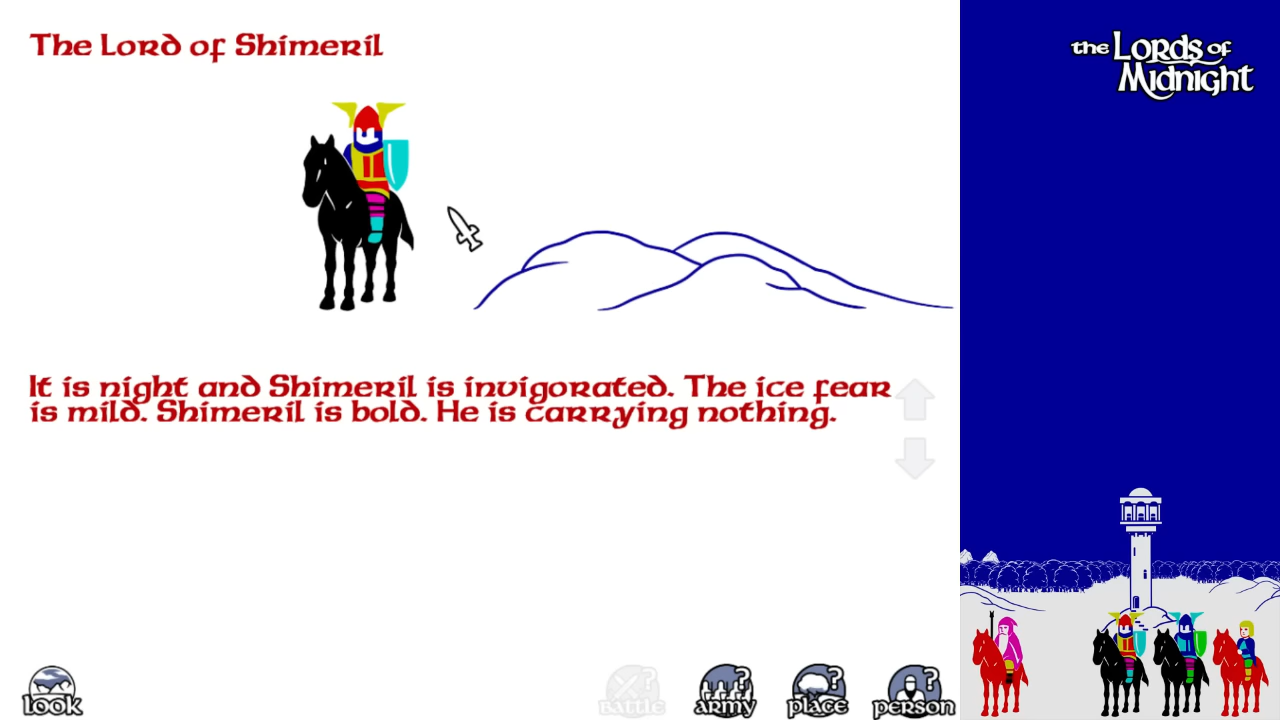 The Lord of Shimeril
the Lords of
Midnight
It is night and Shimeril is invigorated. The ice fear
is mild. Shimeril is bold. He is carrying nothing.
look
BATTLE
ARMY
place
person